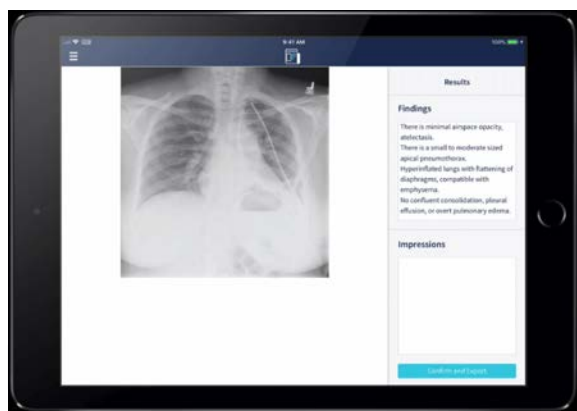 9:41 AM
100%
Results
Findings
There is minimal airspace opacity,
atelectasis.
There is a small to moderate sized
apical pneumothorax.
Hyperinflated lungs with flattening of
diaphragms, compatible with
emphysema.
No confluent consolidation, pleural
effusion, or overt pulmonary edema.
Impressions
Confirm and Export